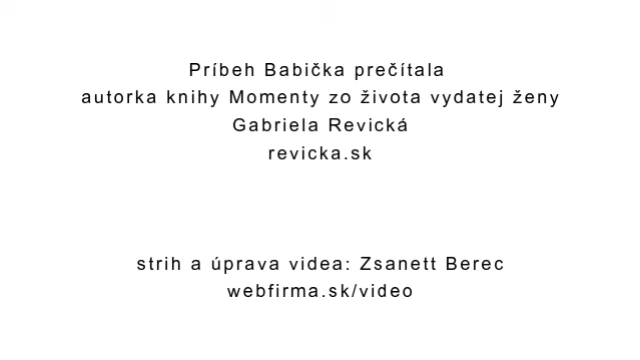 Príbeh Babička prečítala
autorka knihy Momenty zo života vydatej ženy
Gabriela Revická
revicka.sk
strih a úprava videa: Zsanett Berec
webfirma.sk/video